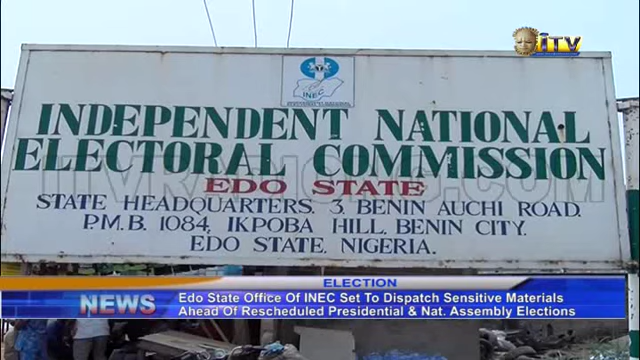 iTV
INEC
INDEPENDENT NATIONAL
ELECTORAL COMMISSION
ITVRADIONG.COM
EDO STATE
STATE HEADQUARTERS. 3, BENIN AUCHI ROAD.
P.M.B. 1084, IKPOBA HILL, BENIN CITY.
EDO STATE, NIGERIA.
ELECTION
NEWS
Edo State Office Of INEC Set To Dispatch Sensitive Materials
Ahead Of Rescheduled Presidential & Nat. Assembly Elections